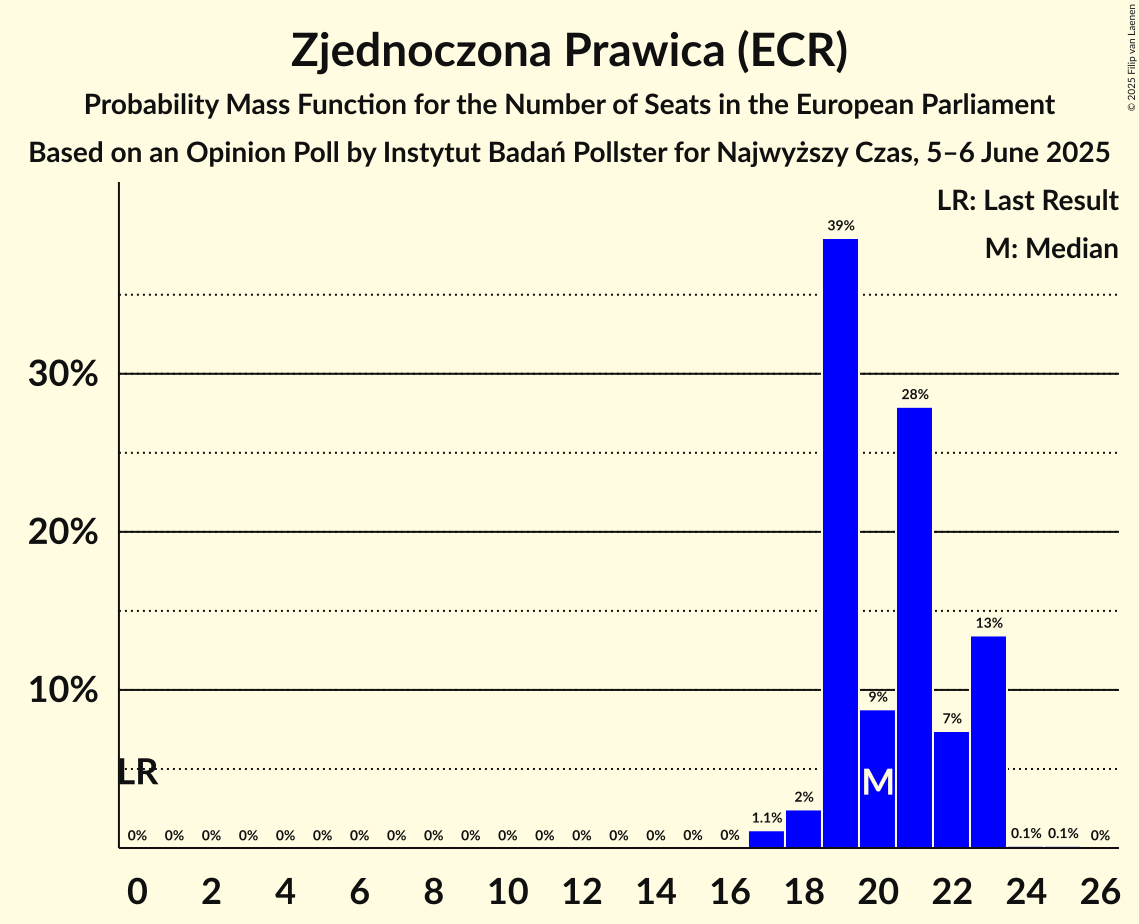 Zjednoczona Prawica (ECR)
Probability Mass Function for the Number of Seats in the European Parliament
Based on an Opinion Poll by Instytut Badań Pollster for Najwyższy Czas, 5–6 June 2025
© 2025 Filip van Laenen
LR: Last Result
M: Median
39%
30%
28%
20%
13%
10%
9%
7%
LR
M
2%
1.1%
0% 0% 0% 0% 0% 0% 0% 0% 0% 0% 0% 0% 0% 0% 0% 0% 0% 0.1% 0.1% 0%
0 2 4 6 8 10 12 14 16 18 20 22 24 26